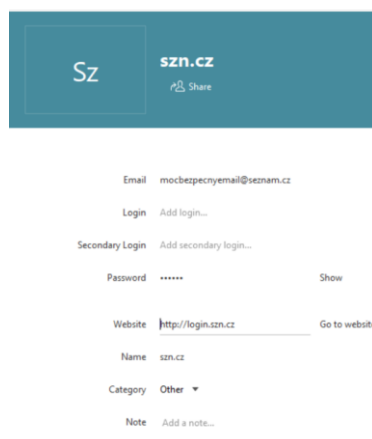 Sz
szn.cz
Share
Email mocbezpecnyemail@seznam.cz
Login Add login...
Secondary Login Add secondary login...
Password •••••• Show
Website http://login.szn.cz Go to websit
Name szn.cz
Category Other
Note Add a note...